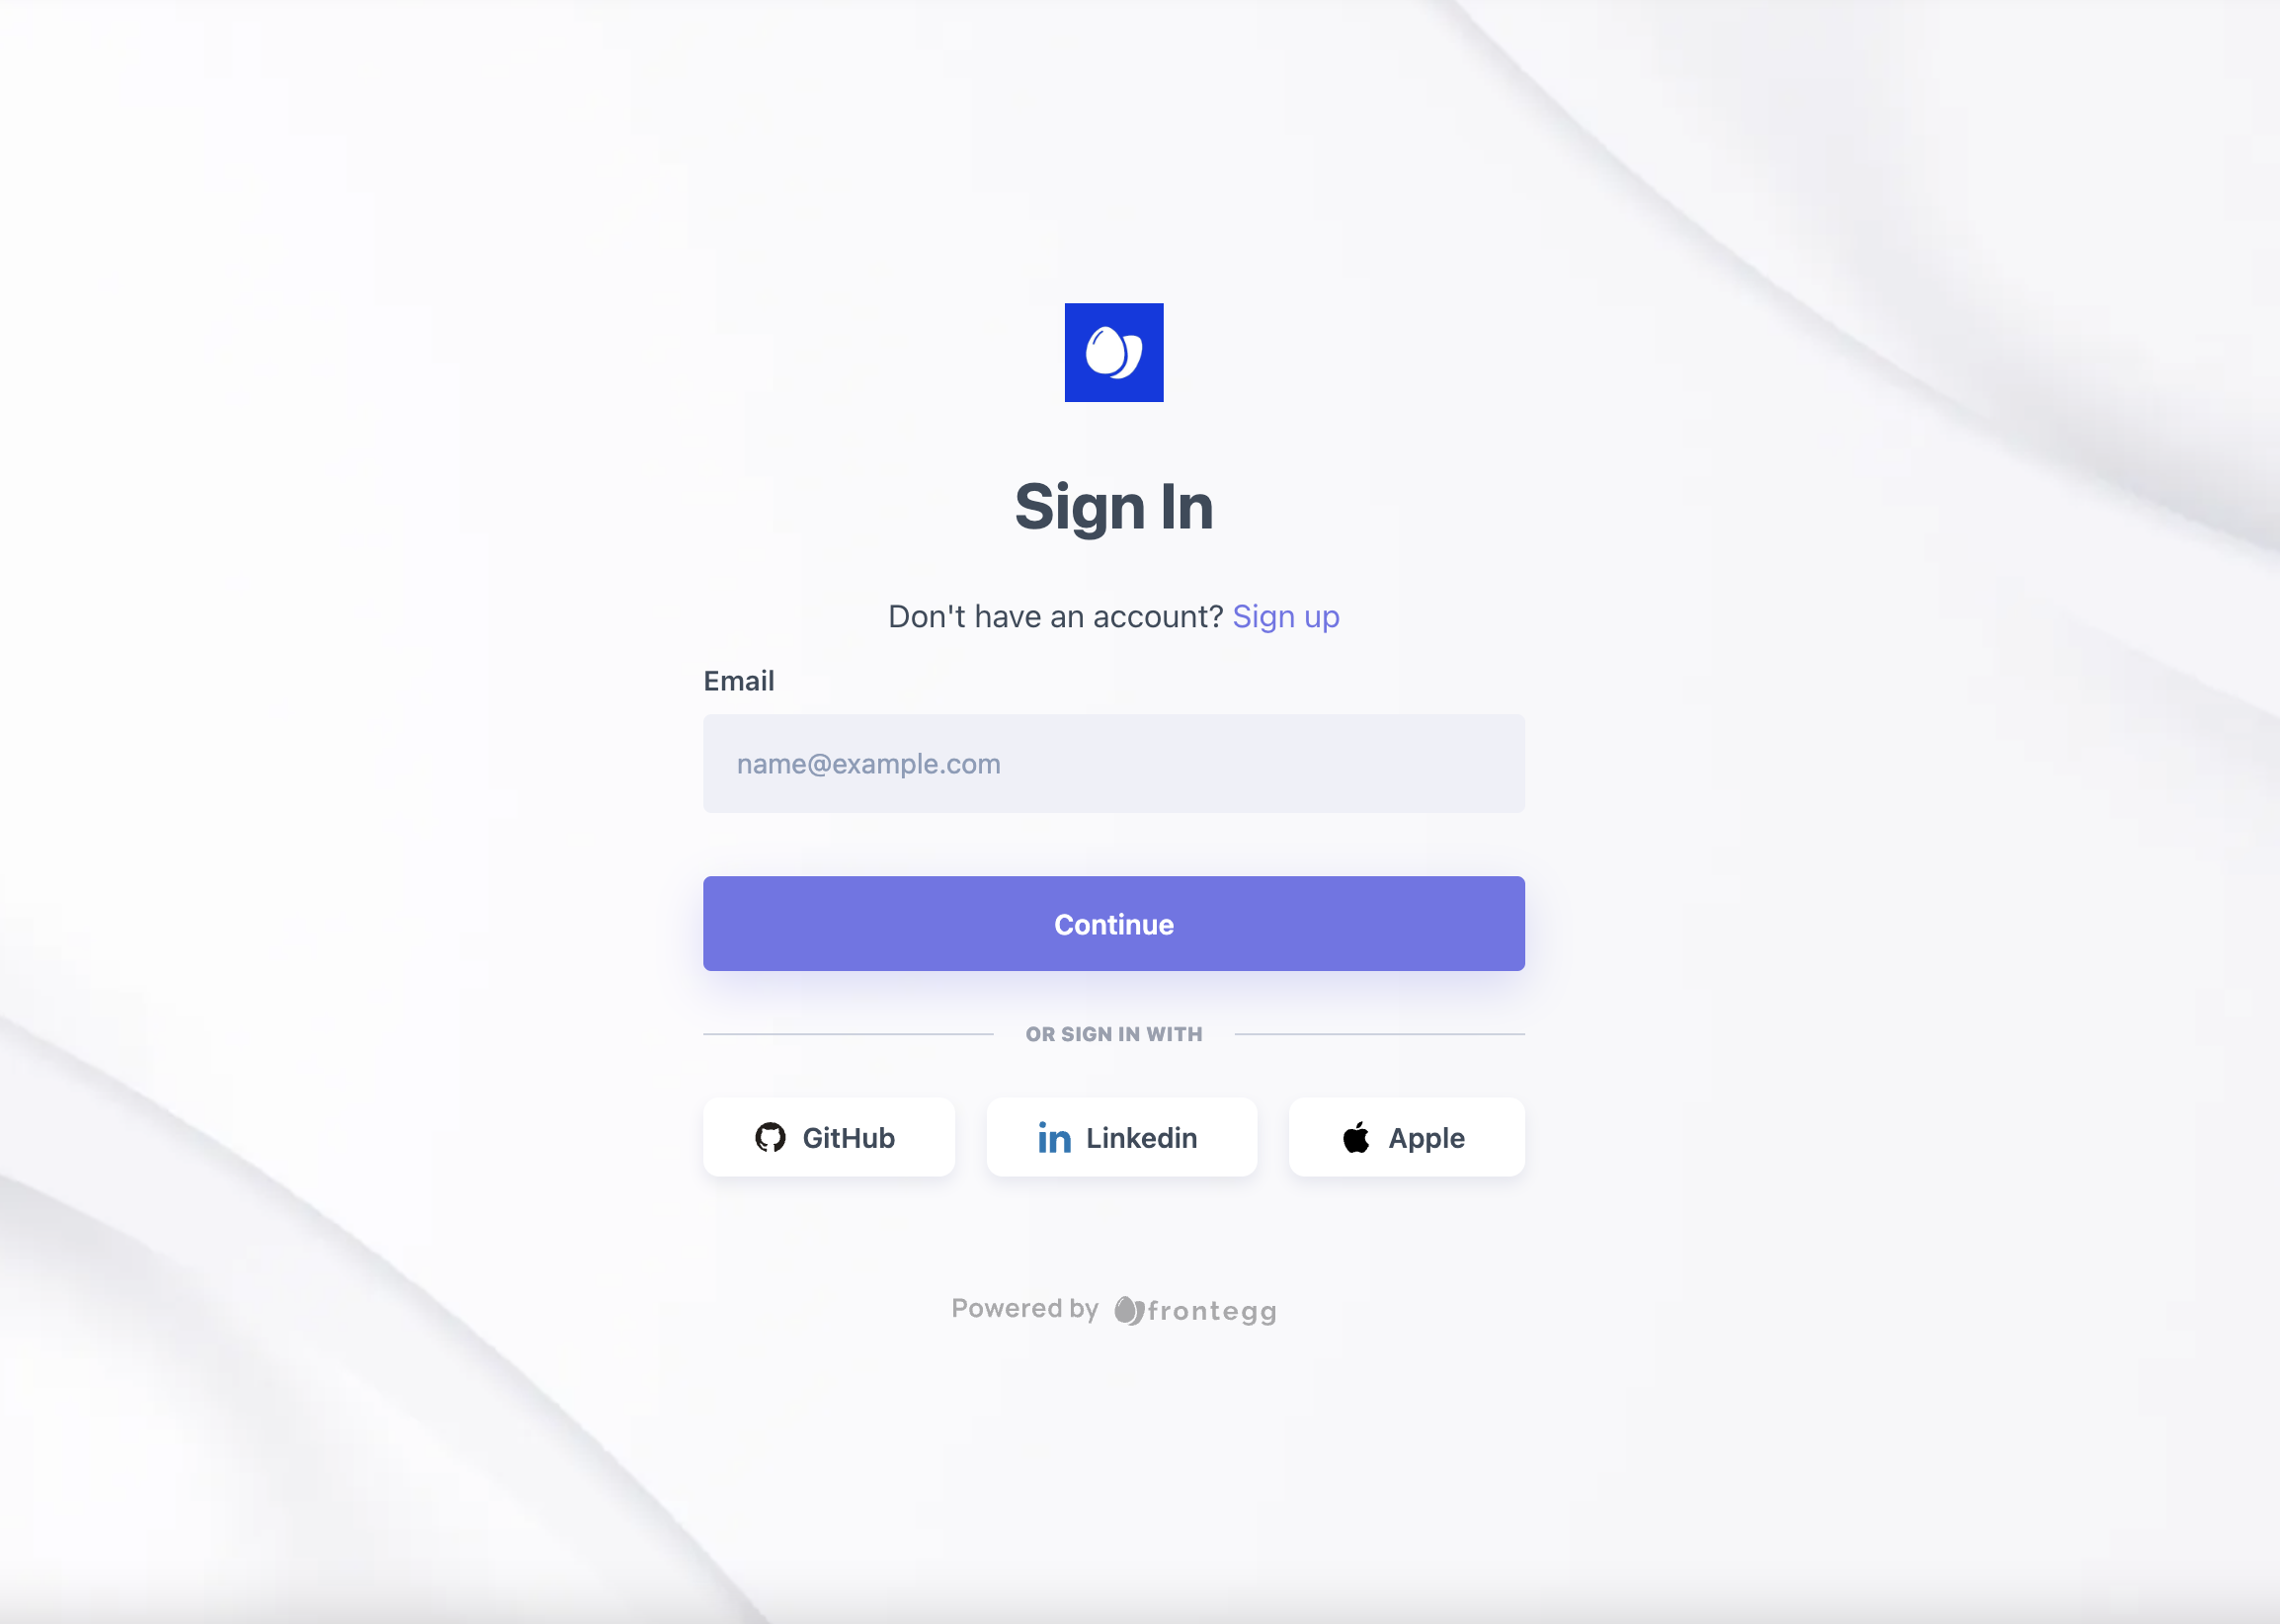 Sign In
Don't have an account? Sign up
Email
name@example.com
Continue
OR SIGN IN WITH
GitHub
Linkedin
Apple
Powered by frontegg